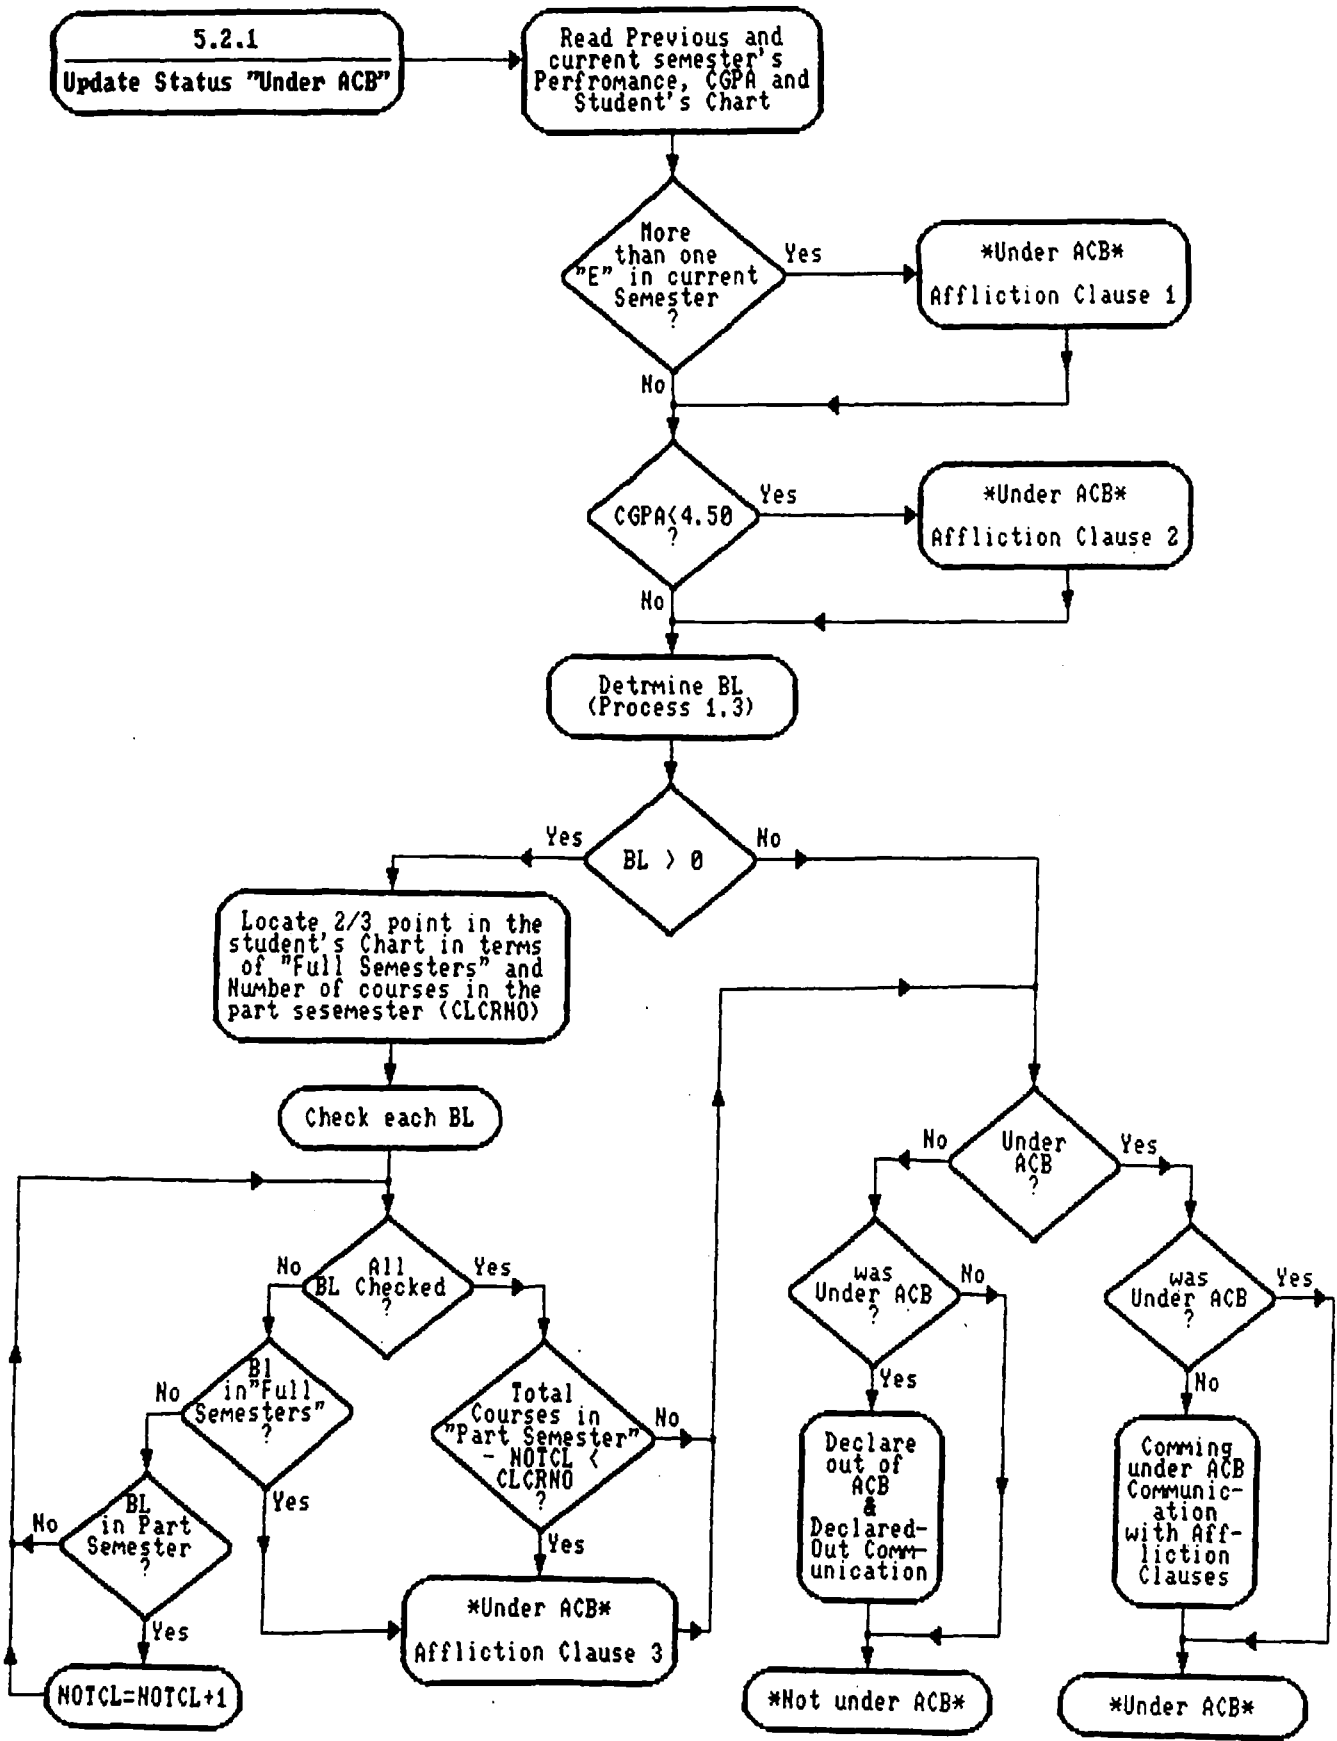 5.2.1
Update Status "Under ACB"
Read Previous and
current semester's
Perfromance, CGPA and
Student's Chart
More
than one
"E" in current
Semester
?
Yes
*Under ACB*
Affliction Clause 1
No
CGPA<4.50
?
Yes
*Under ACB*
Affliction Clause 2
No
Detrmine BL
(Process 1.3)
BL > 0
Yes
No
Locate 2/3 point in the
student's Chart in terms
of "Full Semesters" and
Number of courses in the
part sesemester (CLCRNO)
Check each BL
All
BL Checked
?
No
Yes
Bl
in"Full
Semesters"
?
No
Yes
BL
in Part
Semester
?
No
Yes
NOTCL=NOTCL+1
Total
Courses in
"Part Semester"
- NOTCL <
CLCRNO
?
No
Yes
*Under ACB*
Affliction Clause 3
Under
ACB
?
No
Yes
was
Under ACB
?
No
Yes
Declare
out of
ACB
&
Declared-
Out Comm-
unication
*Not under ACB*
was
Under ACB
?
Yes
No
Comming
under ACB
Communic-
ation
with Aff-
liction
Clauses
*Under ACB*